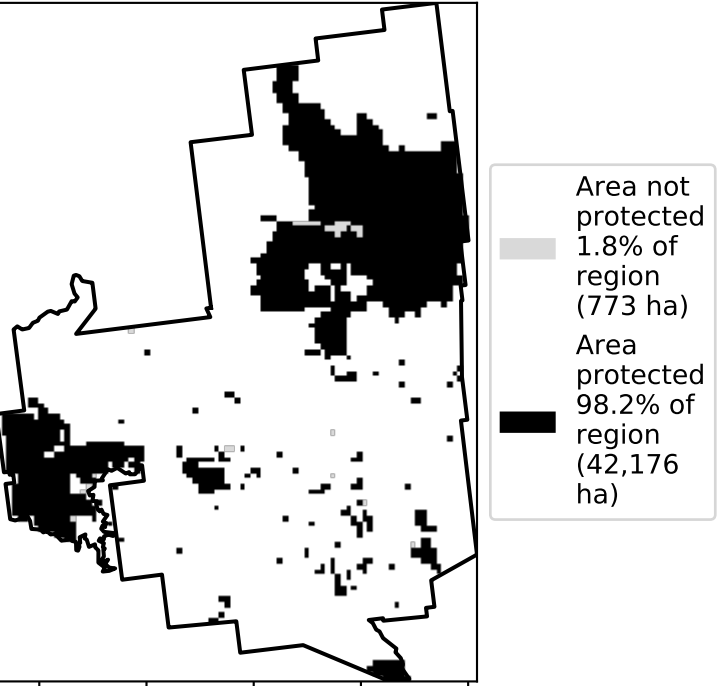 Area not
protected
1.8% of
region
(773 ha)
Area
protected
98.2% of
region
(42,176
ha)